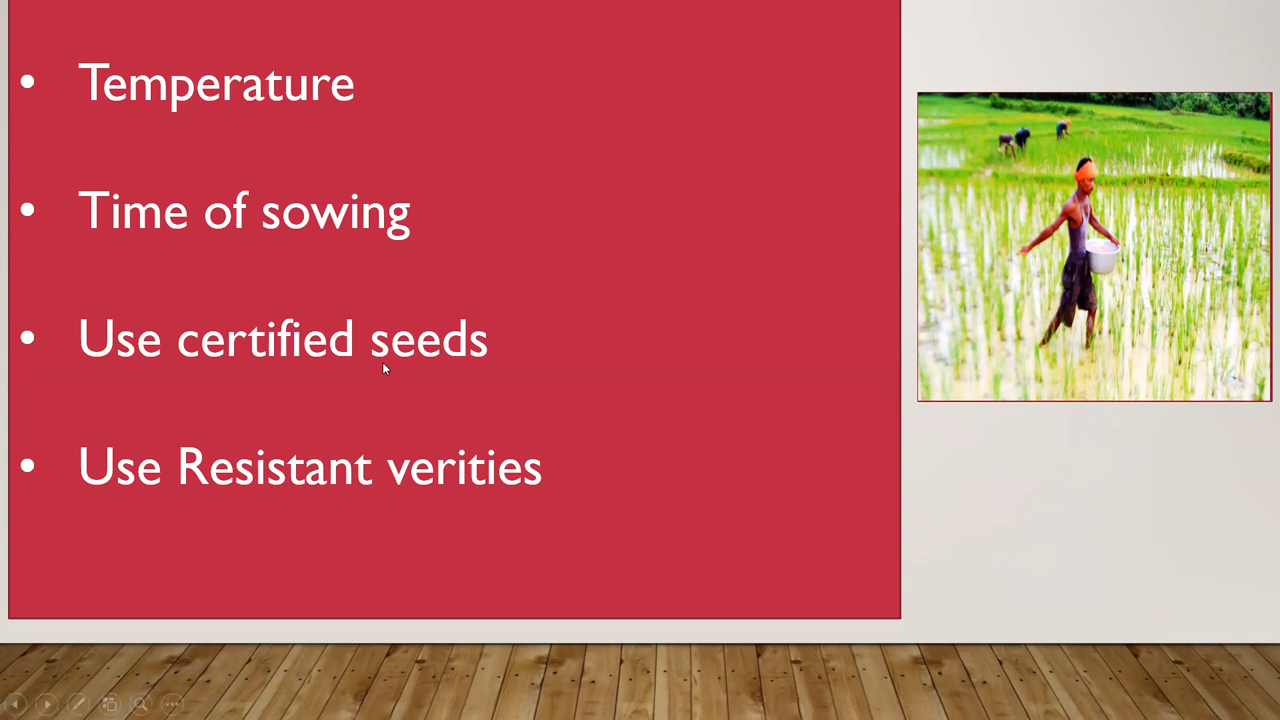 • Temperature
• Time of sowing
• Use certified seeds
• Use Resistant verities